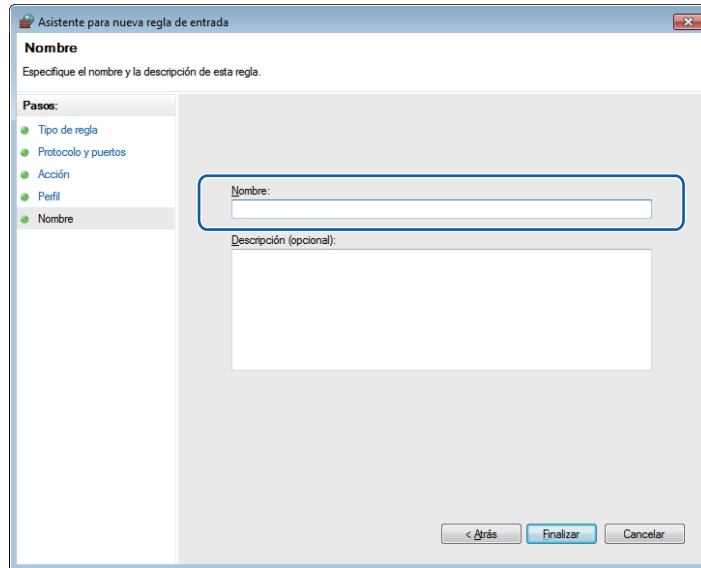 Asistente para nueva regla de entrada
Nombre
Especifique el nombre y la descripción de esta regla.
Pasos:
Tipo de regla
Protocolo y puertos
Acción
Perfil
Nombre
Nombre:
Descripción (opcional):
< Atrás
Finalizar
Cancelar